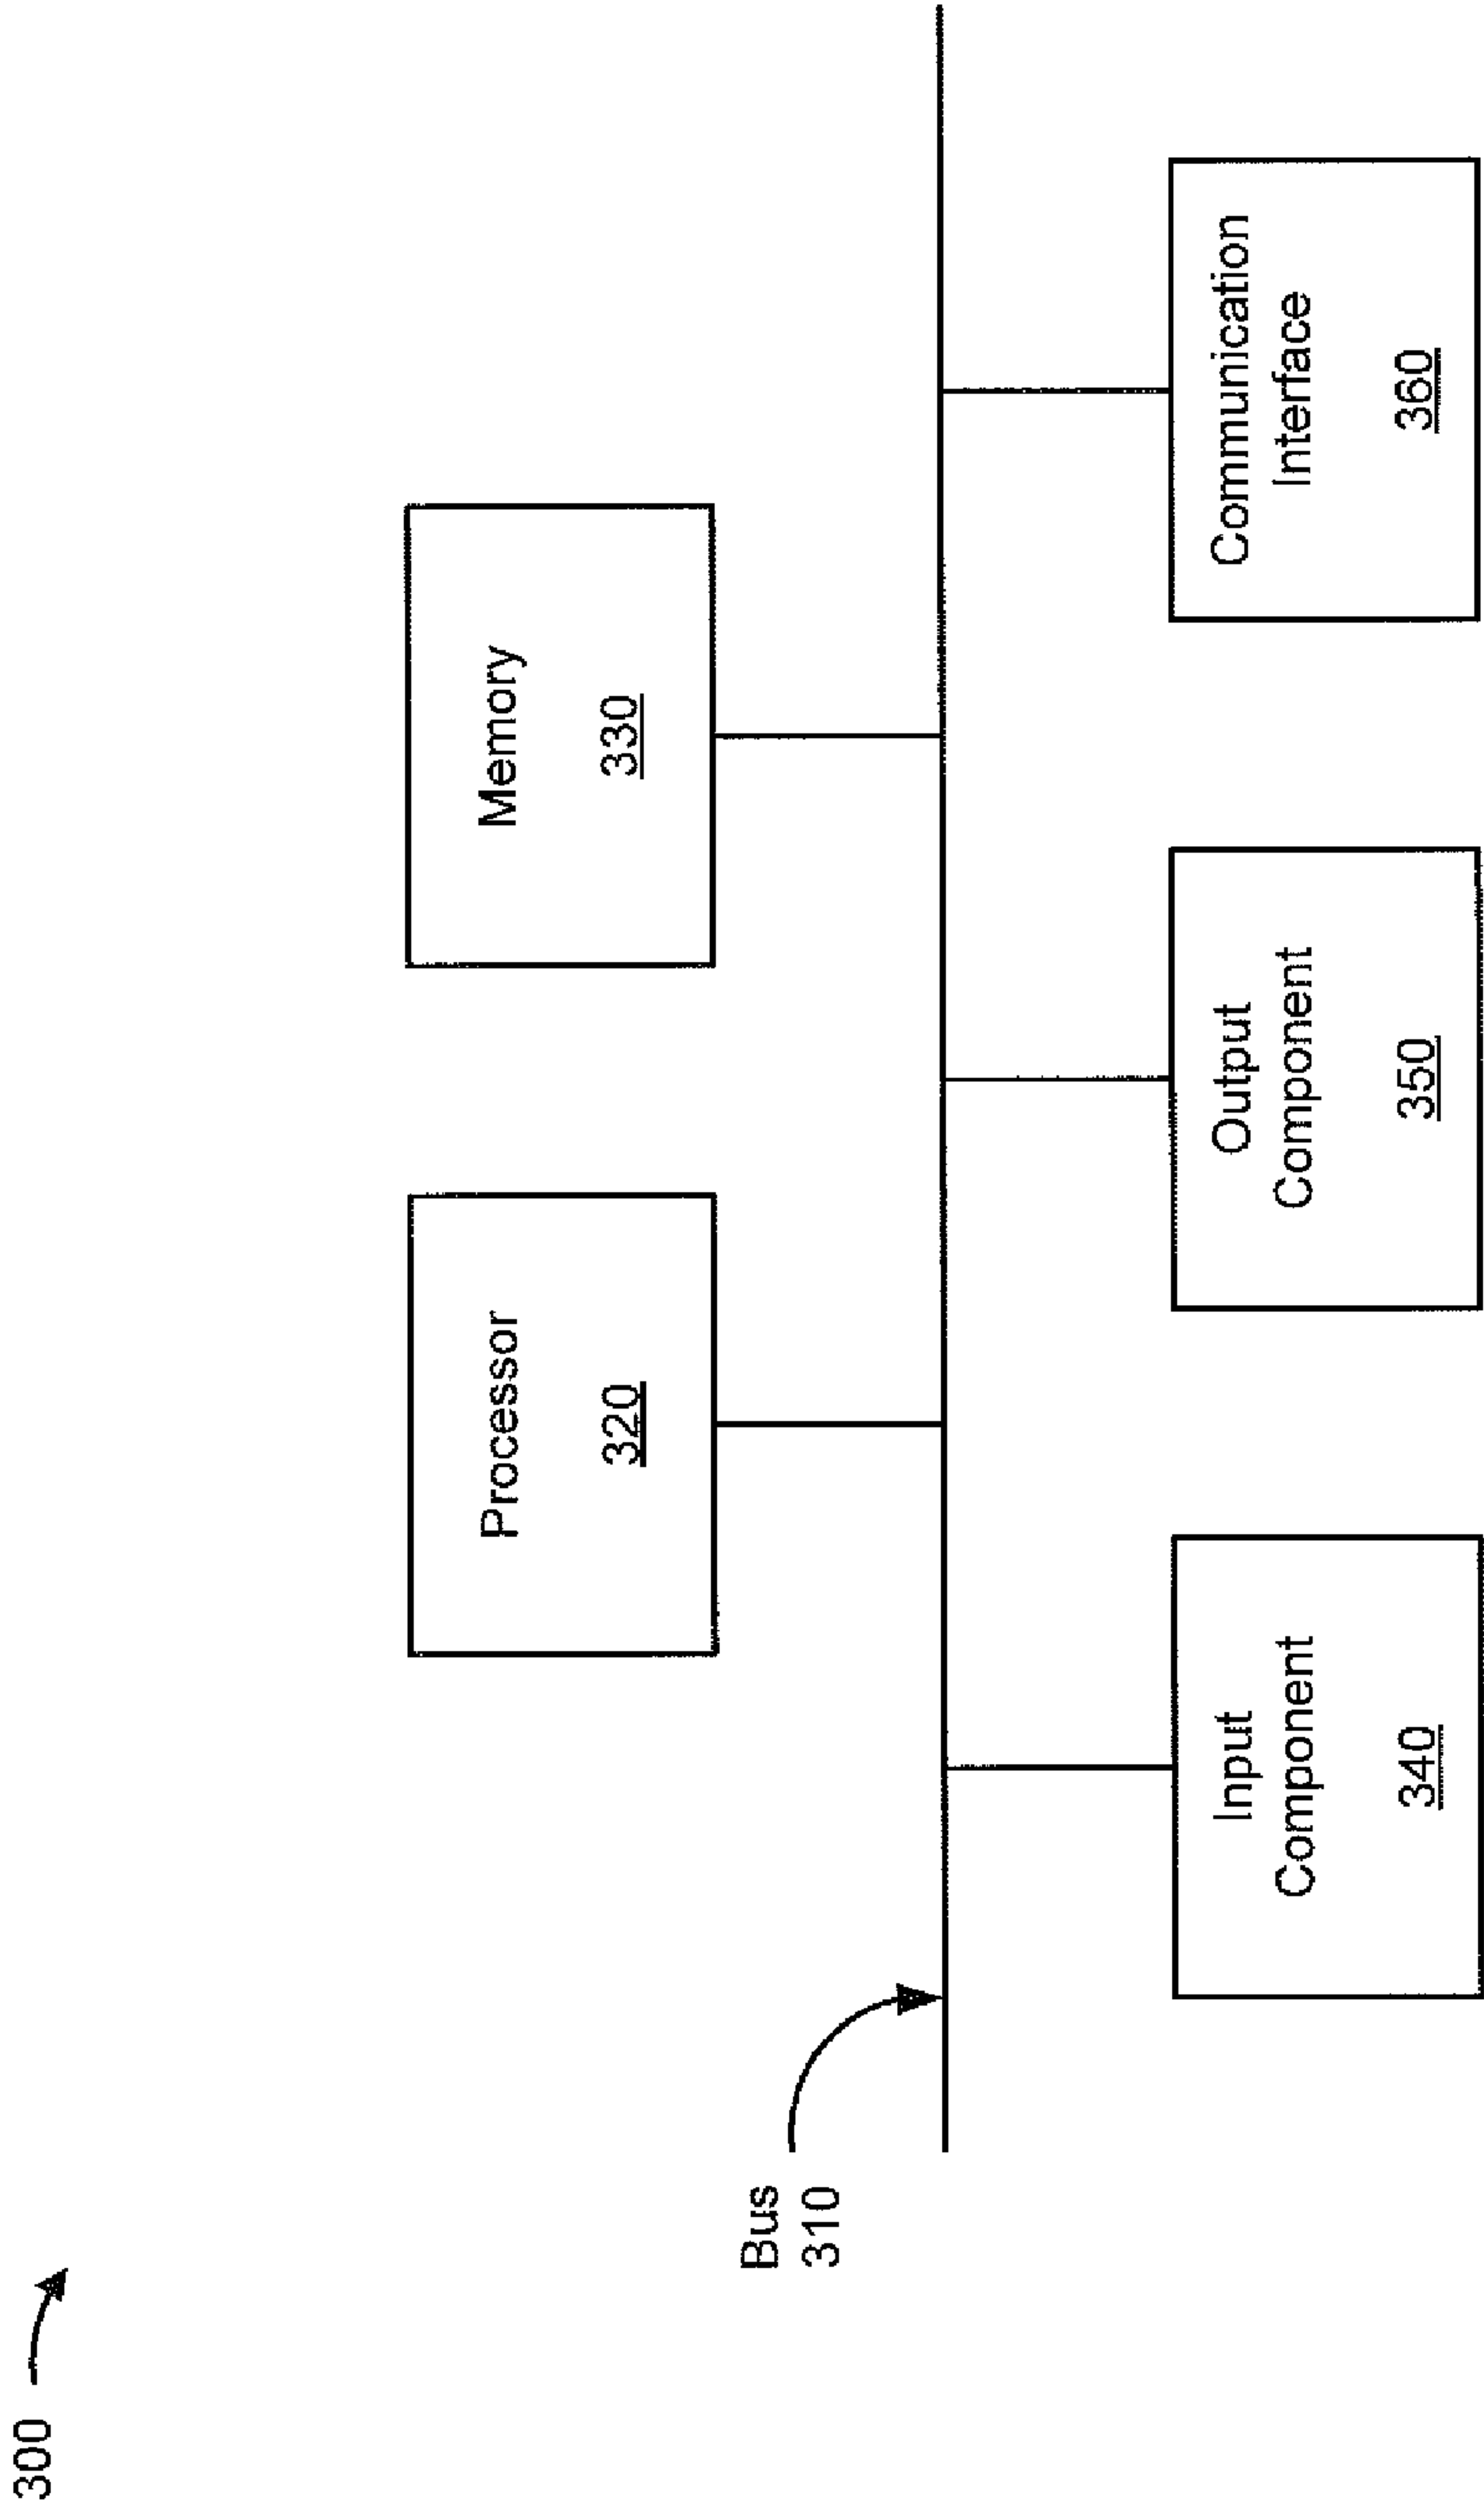 300
Processor
320
Memory
330
Bus
310
Input
Component
340
Output
Component
350
Communication
Interface
360